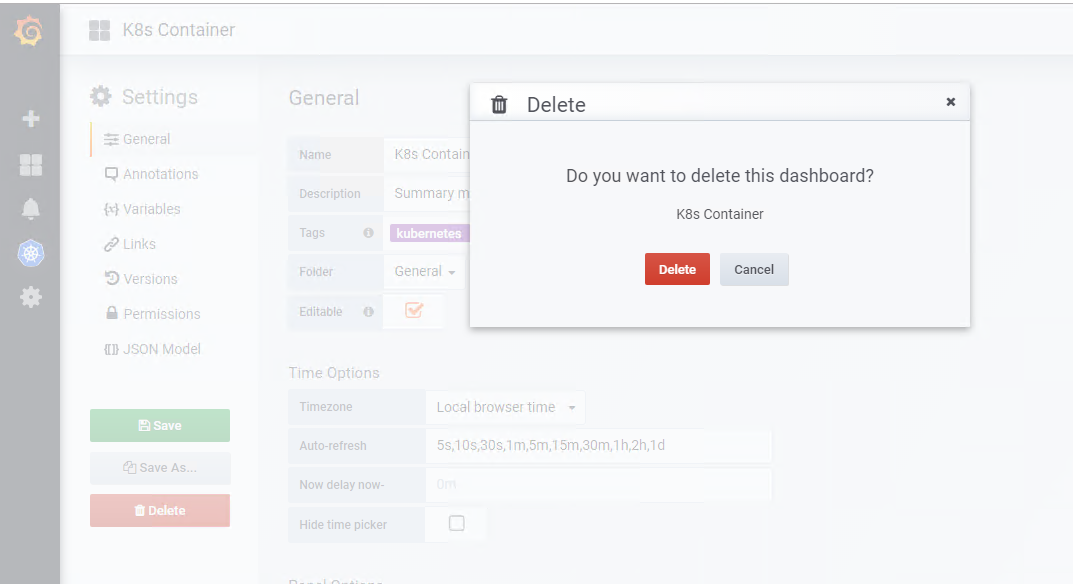 K8s Container
Settings
General
Annotations
Variables
Links
Versions
Permissions
JSON Model
Save
Save As...
Delete
General
Name K8s Contain
Description Summary m
Tags kubernetes
Folder General
Editable
Time Options
Timezone Local browser time
Auto-refresh 5s,10s,30s,1m,5m,15m,30m,1h,2h,1d
Now delay now- 0m
Hide time picker
Panel Options
Delete
Do you want to delete this dashboard?
K8s Container
Delete Cancel